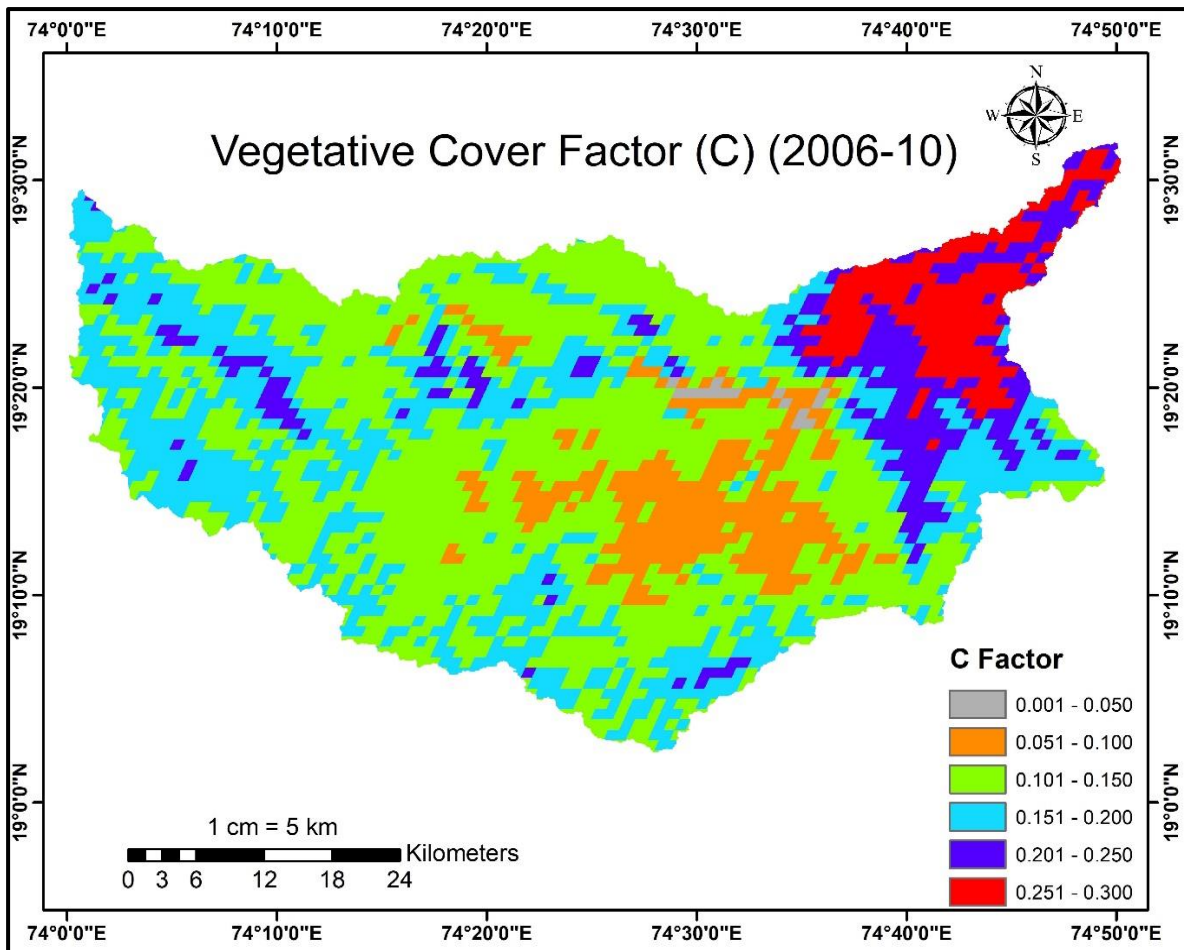 74°0'0"E 74°10'0"E 74°20'0"E 74°30'0"E 74°40'0"E 74°50'0"E
N
W E
S
Vegetative Cover Factor (C) (2006-10)
19°30'0"N 19°30'0"N
19°20'0"N 19°20'0"N
19°10'0"N 19°10'0"N
19°0'0"N 19°0'0"N
C Factor
0.001 - 0.050
0.051 - 0.100
0.101 - 0.150
0.151 - 0.200
0.201 - 0.250
0.251 - 0.300
1 cm = 5 km
Kilometers
0 3 6 12 18 24
74°0'0"E 74°10'0"E 74°20'0"E 74°30'0"E 74°40'0"E 74°50'0"E